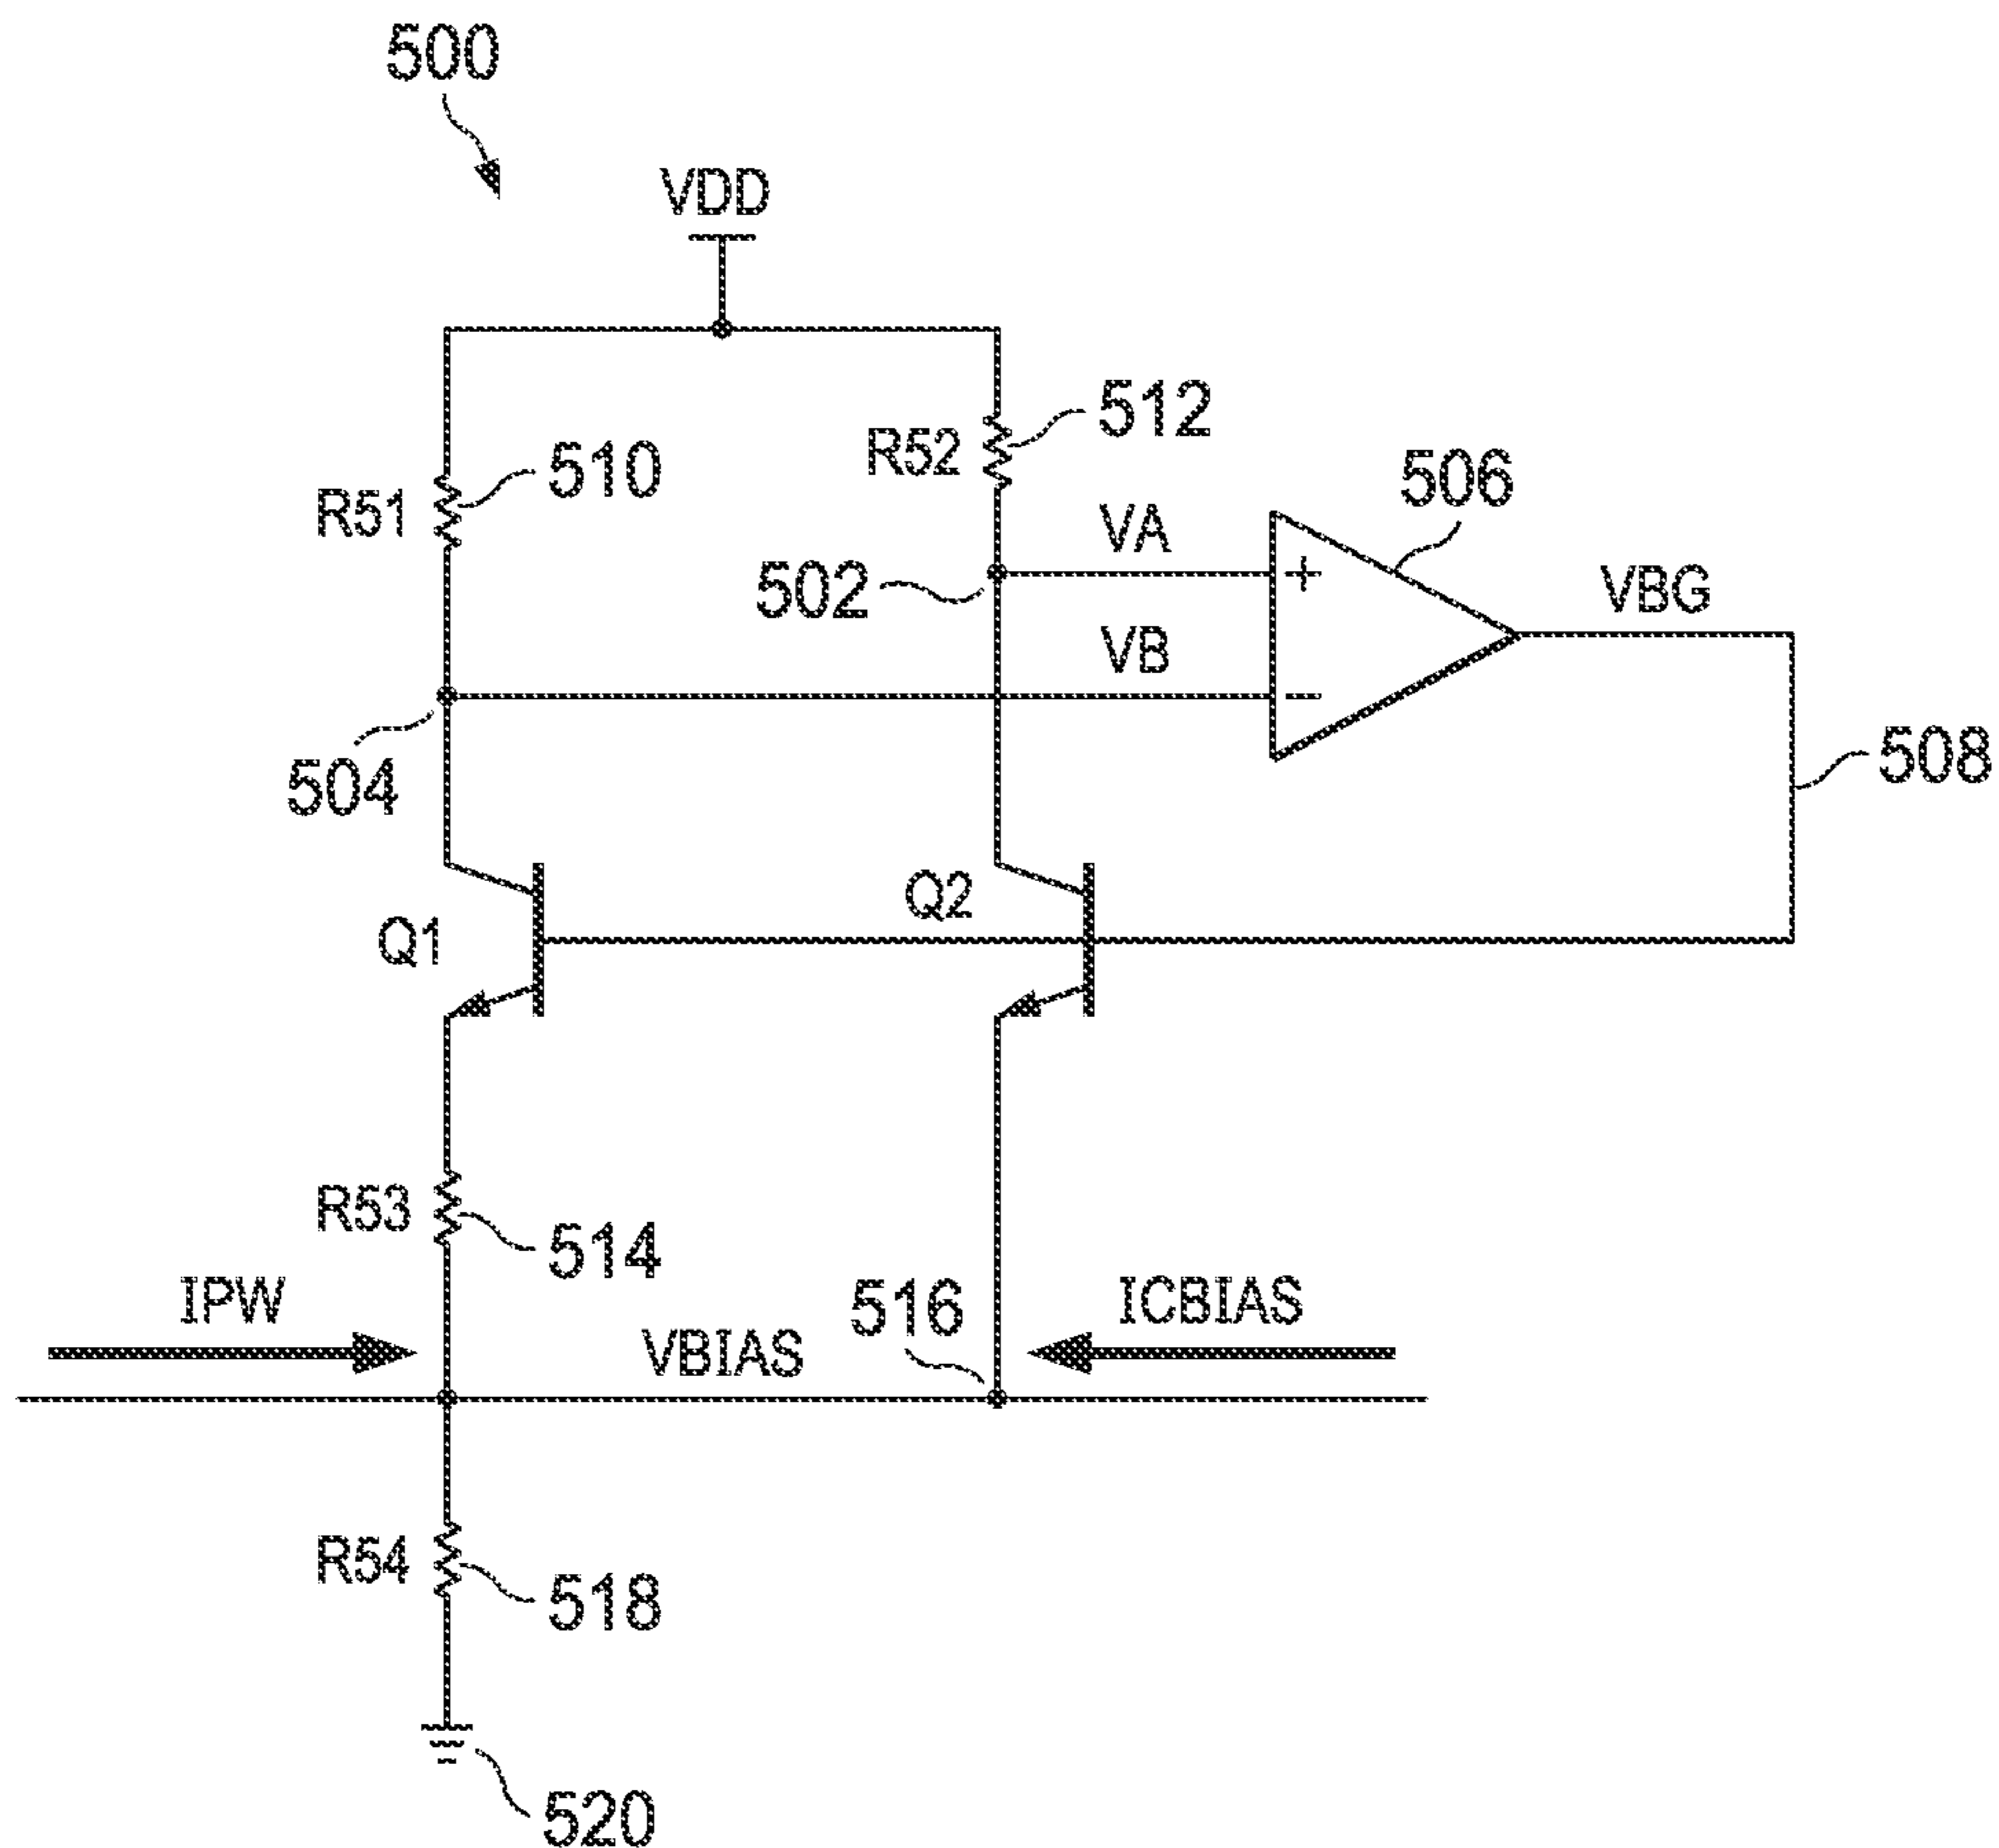 500
VDD
512
R52
510
R51
506
VA
+
502
VBG
VB
-
508
504
Q2
Q1
R53
514
IPW
516
ICBIAS
VBIAS
R54
518
520